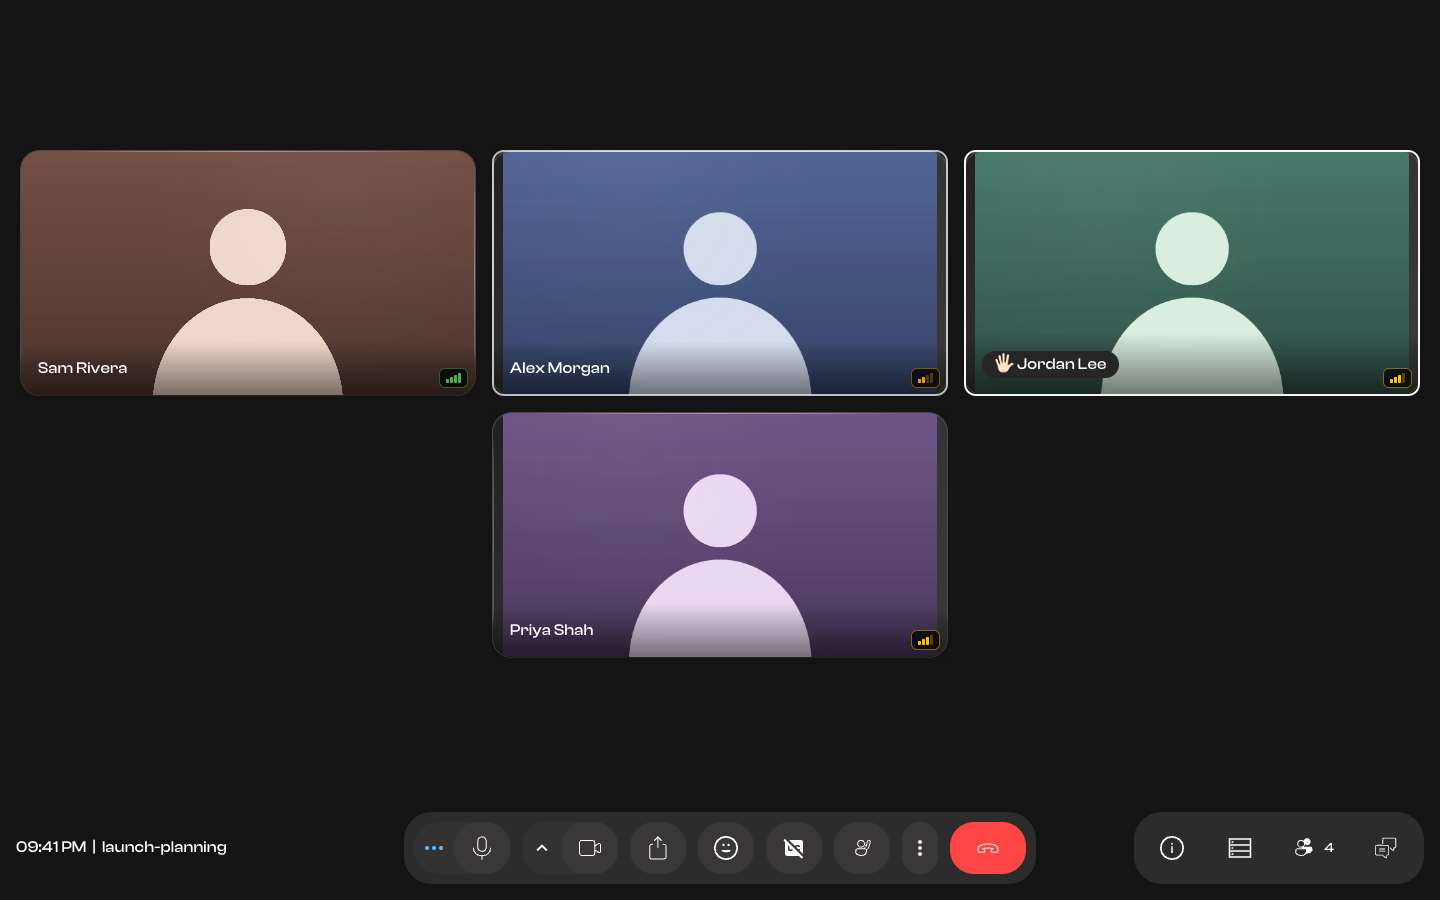 Sam Rivera
Alex Morgan
🖐🏻 Jordan Lee
Priya Shah
09:41 PM | launch-planning
4